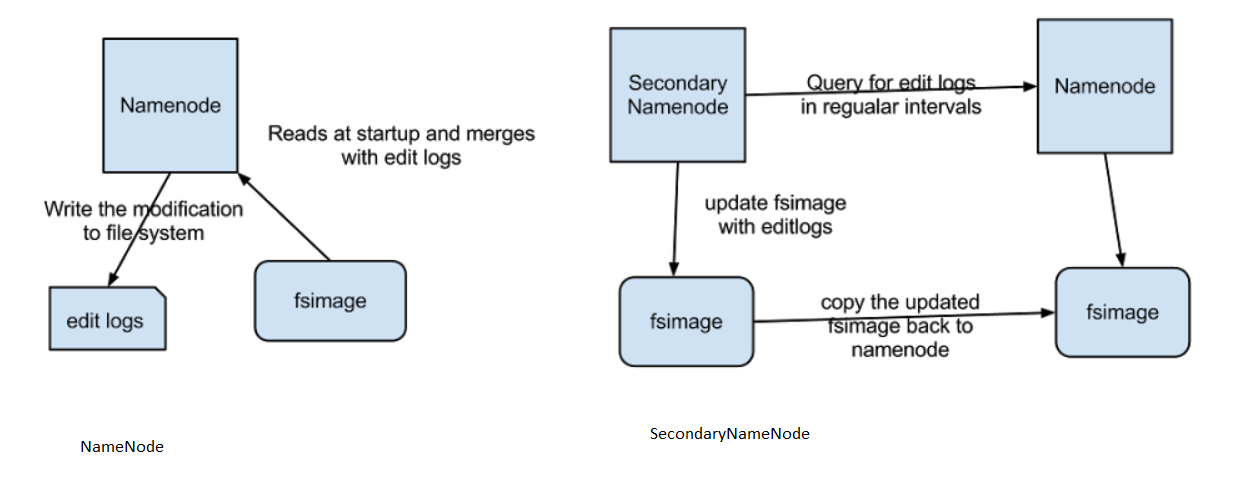 Namenode
Reads at startup and merges
with edit logs
Write the modification
to file system
edit logs
fsimage
NameNode
Secondary
Namenode
Query for edit logs
in regualar intervals
Namenode
update fsimage
with editlogs
fsimage
copy the updated
fsimage back to
namenode
fsimage
SecondaryNameNode